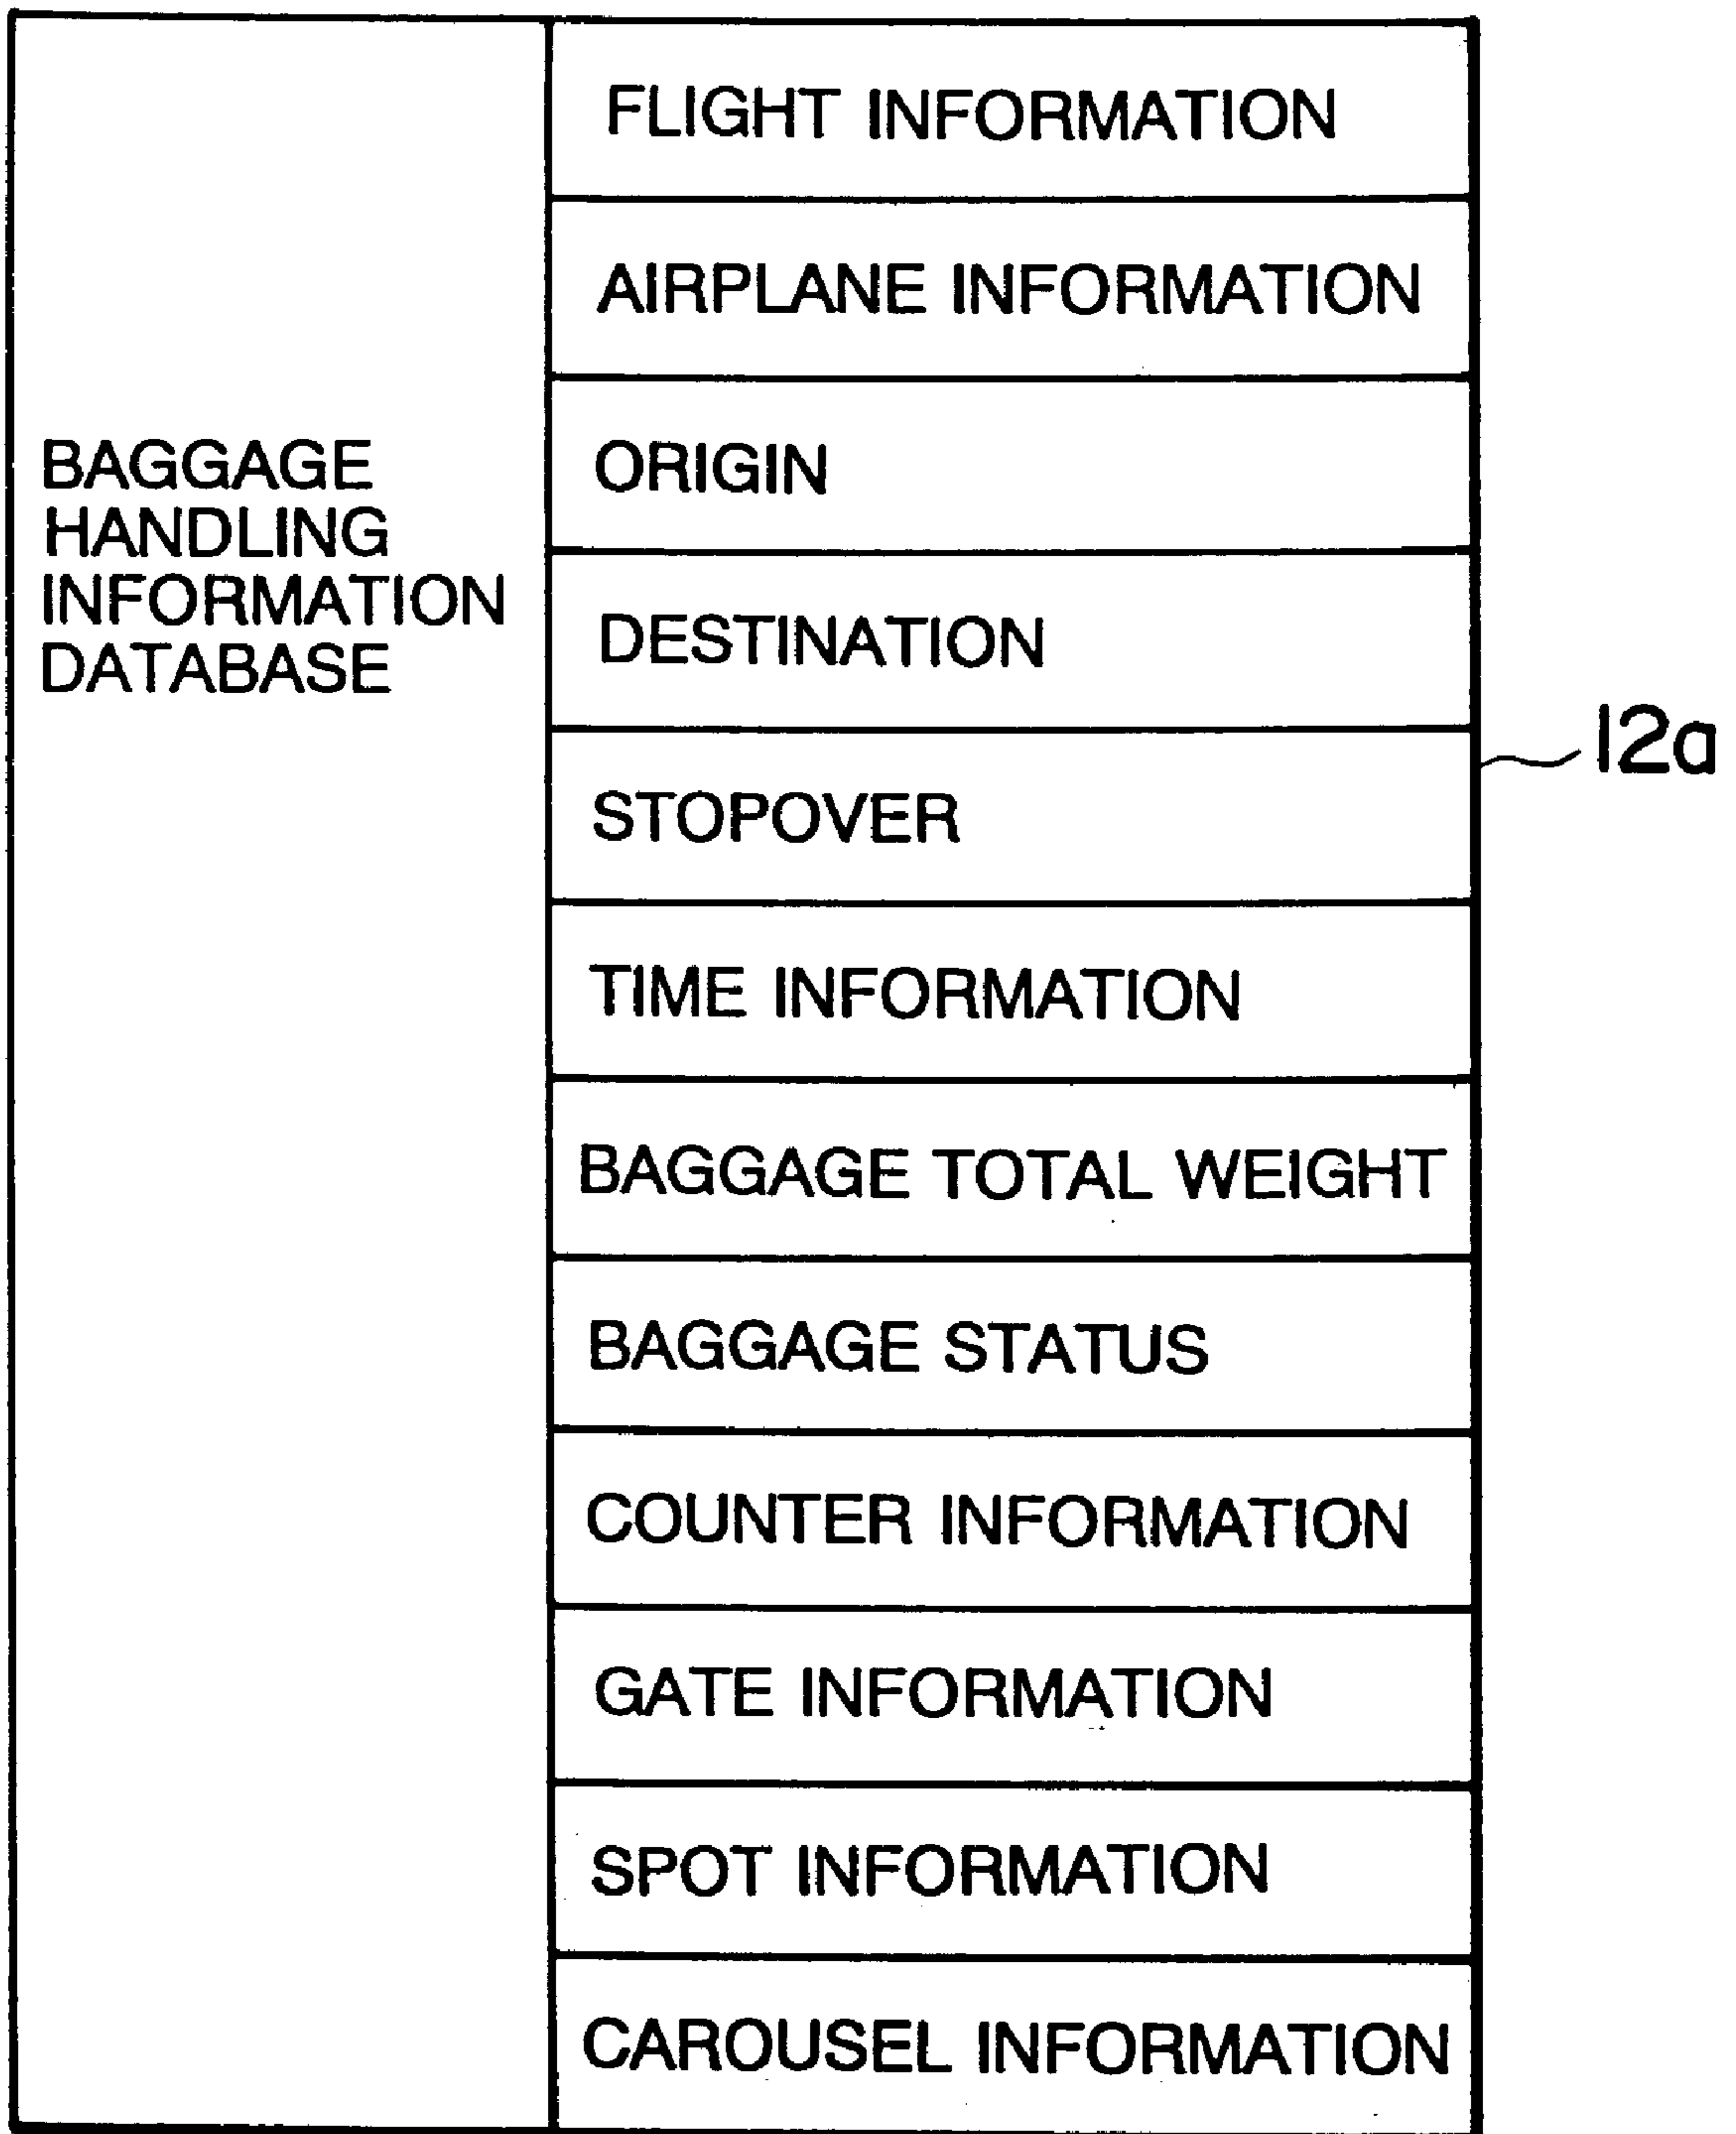 BAGGAGE
HANDLING
INFORMATION
DATABASE
FLIGHT INFORMATION
AIRPLANE INFORMATION
ORIGIN
DESTINATION
STOPOVER
TIME INFORMATION
BAGGAGE TOTAL WEIGHT
BAGGAGE STATUS
COUNTER INFORMATION
GATE INFORMATION
SPOT INFORMATION
CAROUSEL INFORMATION
12a